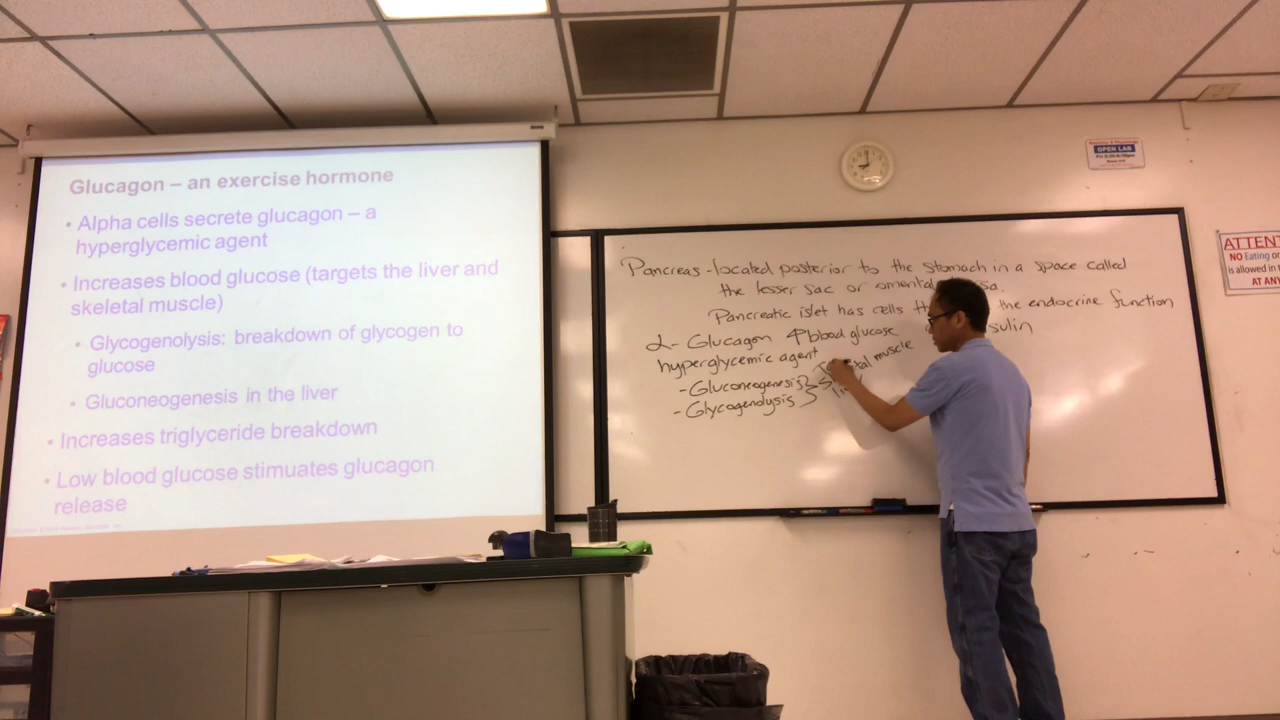 Glucagon – an exercise hormone
• Alpha cells secrete glucagon – a
hyperglycemic agent
• Increases blood glucose (targets the liver and
skeletal muscle)
• Glycogenolysis: breakdown of glycogen to
glucose
• Gluconeogenesis in the liver
• Increases triglyceride breakdown
• Low blood glucose stimuates glucagon
release
Pancreas - located posterior to the stomach in a space called
the lesser sac or omental
Pancreatic islet has cells the endocrine function
α - Glucagon ↑ blood glucose
hyperglycemic agent
muscle
- Gluconeogenesis }
- Glycogenolysis
OPEN LAB
ATTENT
NO Eating or
is allowed in
AT ANY